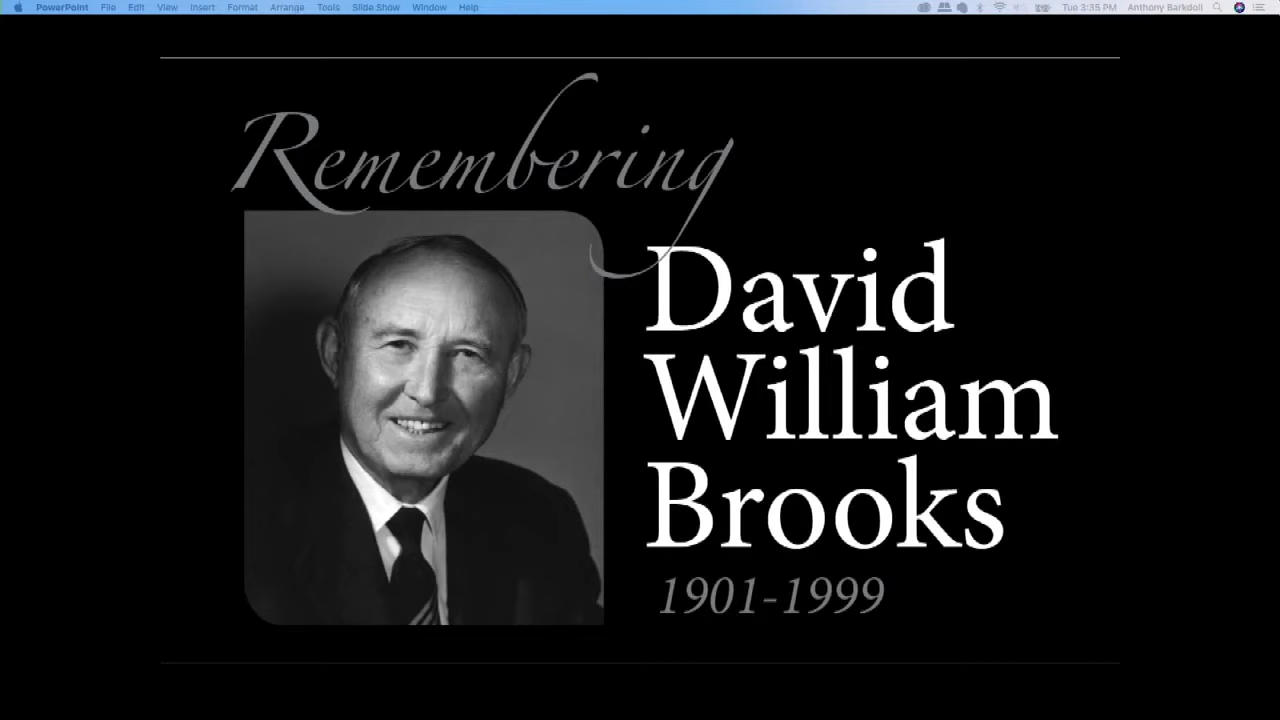 PowerPoint File Edit View Insert Format Arrange Tools Slide Show Window Help Tue 3:35 PM Anthony Barkdoll
Remembering
David
William
Brooks
1901-1999